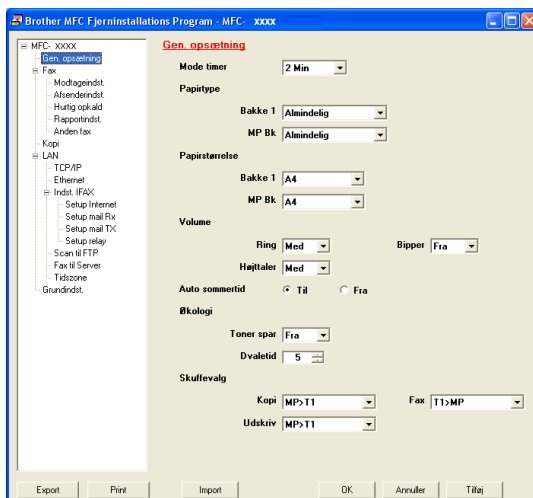 Brother MFC Fjerninstallations Program - MFC- xxxx
MFC- XXXX
Gen. opsætning
Fax
Modtageindst.
Afsenderindst.
Hurtig opkald
Rapportindst.
Anden fax
Kopi
LAN
TCP/IP
Ethernet
Indst. IFAX
Setup Internet
Setup mail Rx
Setup mail TX
Setup relay
Scan til FTP
Fax til Server
Tidszone
Grundindst.
Gen. opsætning
Mode timer 2 Min
Papirtype
Bakke 1 Almindelig
MP Bk Almindelig
Papirstørrelse
Bakke 1 A4
MP Bk A4
Volume
Ring Med Bipper Fra
Højttaler Med
Auto sommertid Til Fra
Økologi
Toner spar Fra
Dvaletid 5
Skuffevalg
Kopi MP>T1 Fax T1>MP
Udskriv MP>T1
Export Print Import OK Annuller Tilføj